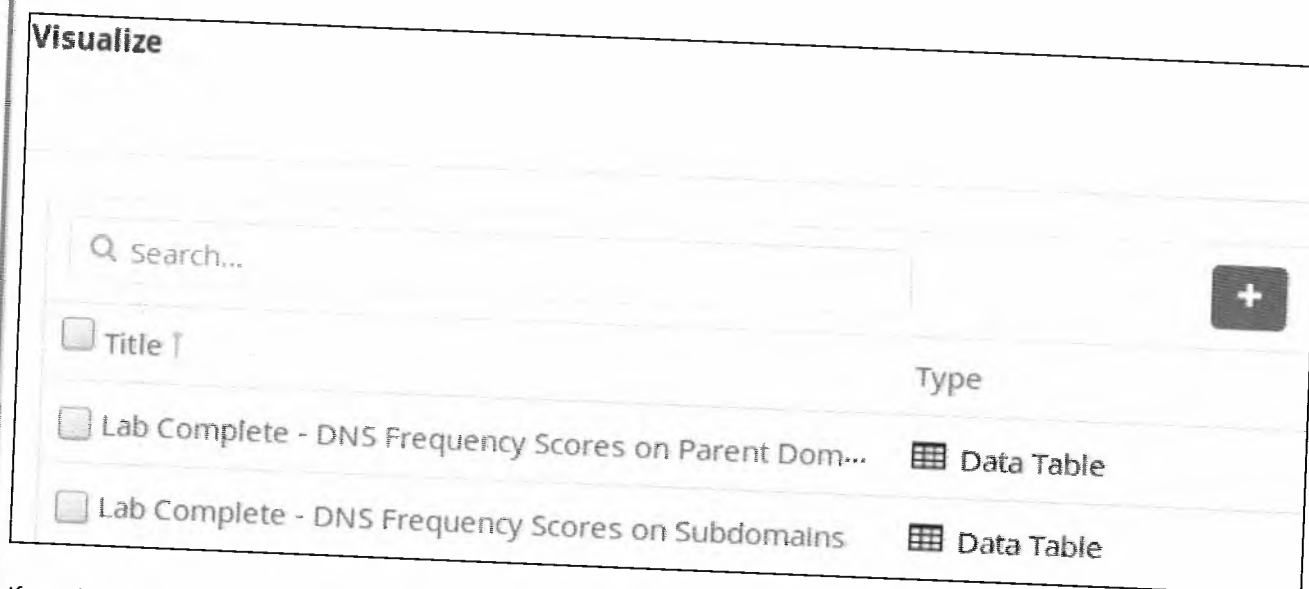 Visualize
Search...
+
Title ↑
Type
Lab Complete - DNS Frequency Scores on Parent Dom...
Data Table
Lab Complete - DNS Frequency Scores on Subdomains
Data Table